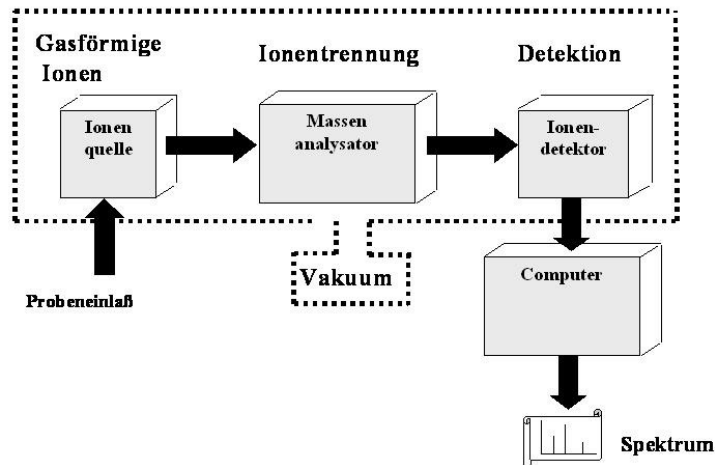 Gasförmige
Ionen
Ionentrennung
Detektion
Ionen
quelle
Massen
analysator
Ionen-
detektor
Vakuum
Computer
Probeneinlaß
Spektrum